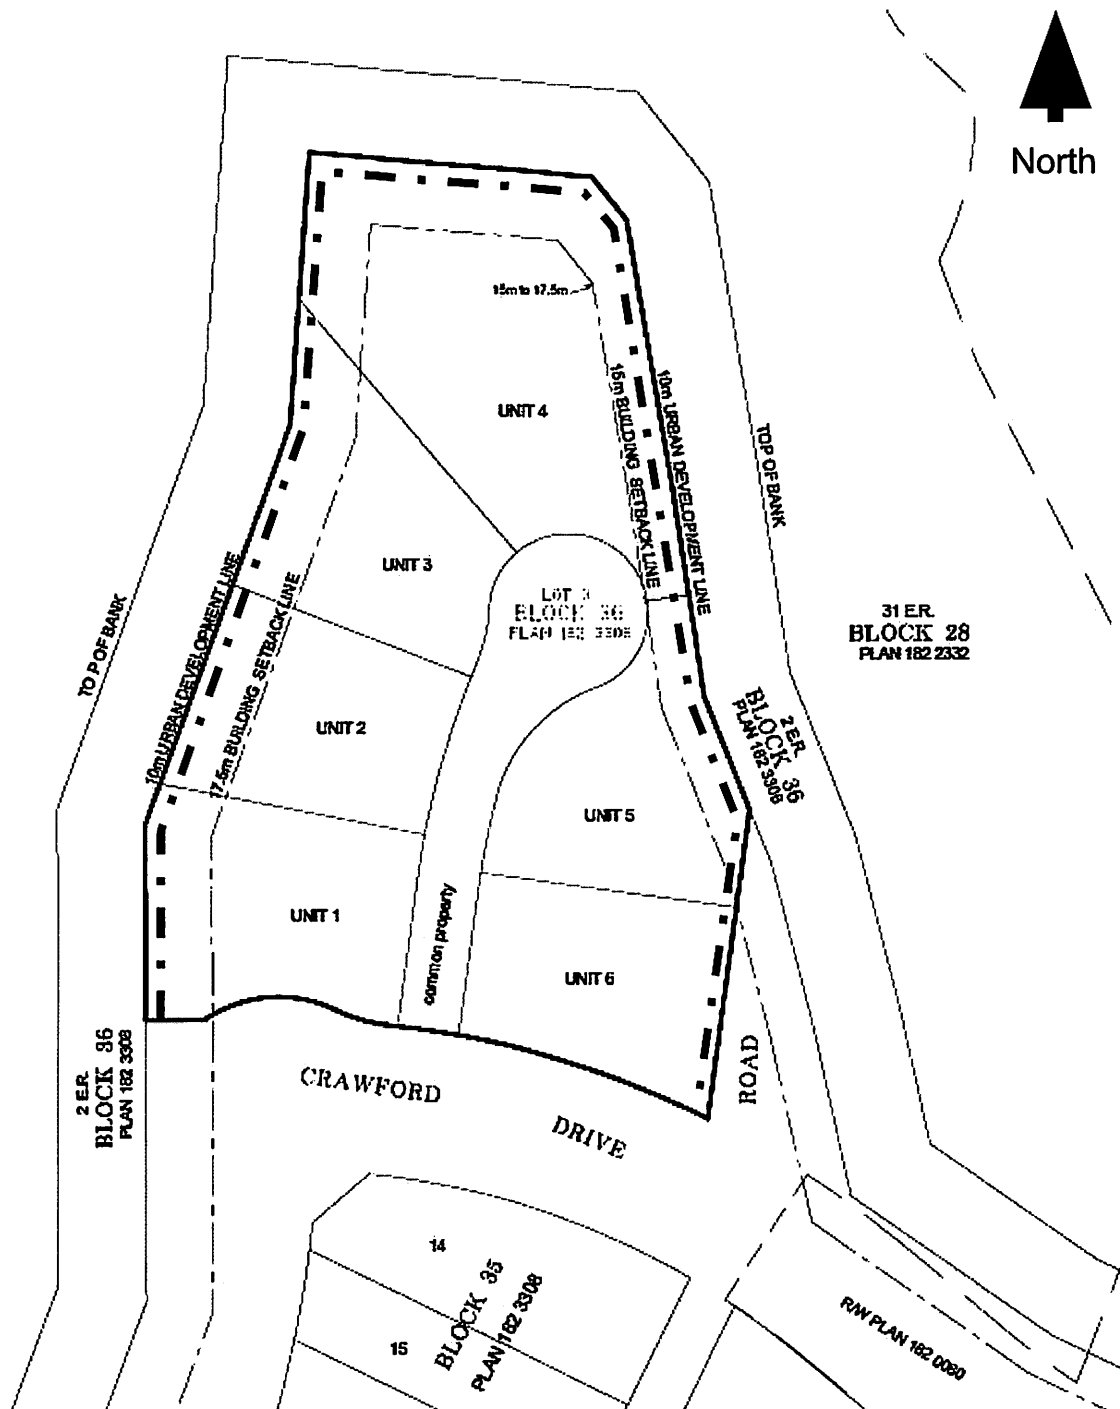 North
15m to 17.5m
UNIT 4
15m BUILDING SETBACK LINE
10m URBAN DEVELOPMENT LINE
TOP OF BANK
UNIT 3
LOT 3
BLOCK 36
PLAN 182 3308
31 E.R.
BLOCK 28
PLAN 182 2332
TOP OF BANK
10m URBAN DEVELOPMENT LINE
17.5m BUILDING SETBACK LINE
UNIT 2
2 E.R.
BLOCK 36
PLAN 182 3308
UNIT 5
UNIT 1
common property
UNIT 6
2 E.R.
BLOCK 36
PLAN 182 3308
CRAWFORD
DRIVE
ROAD
14
BLOCK 35
PLAN 182 3308
15
R/W PLAN 182 0060